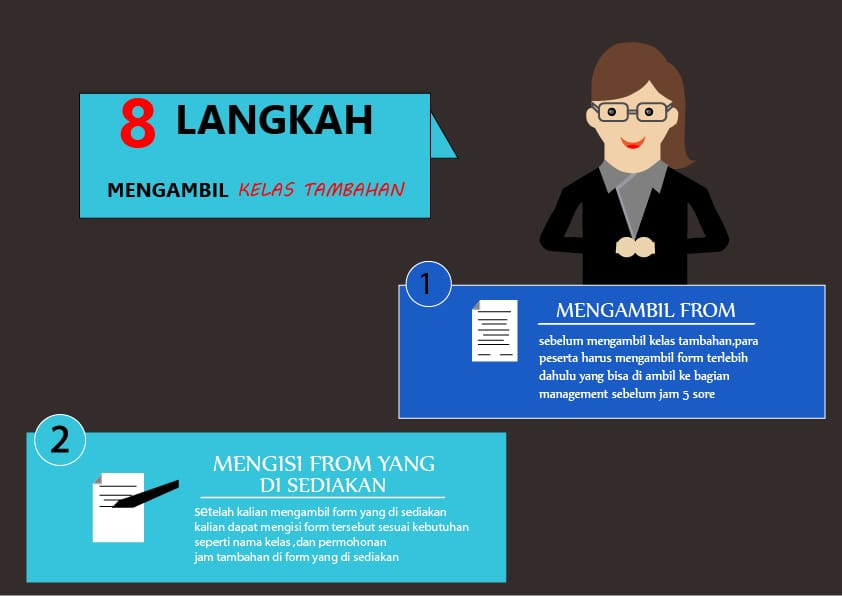 8 LANGKAH
MENGAMBIL KELAS TAMBAHAN
1
MENGAMBIL FROM
sebelum mengambil kelas tambahan,para
peserta harus mengambil form terlebih
dahulu yang bisa di ambil ke bagian
management sebelum jam 5 sore
2
MENGISI FROM YANG
DI SEDIAKAN
setelah kalian mengambil form yang di sediakan
kalian dapat mengisi form tersebut sesuai kebutuhan
seperti nama kelas ,dan permohonan
jam tambahan di form yang di sediakan